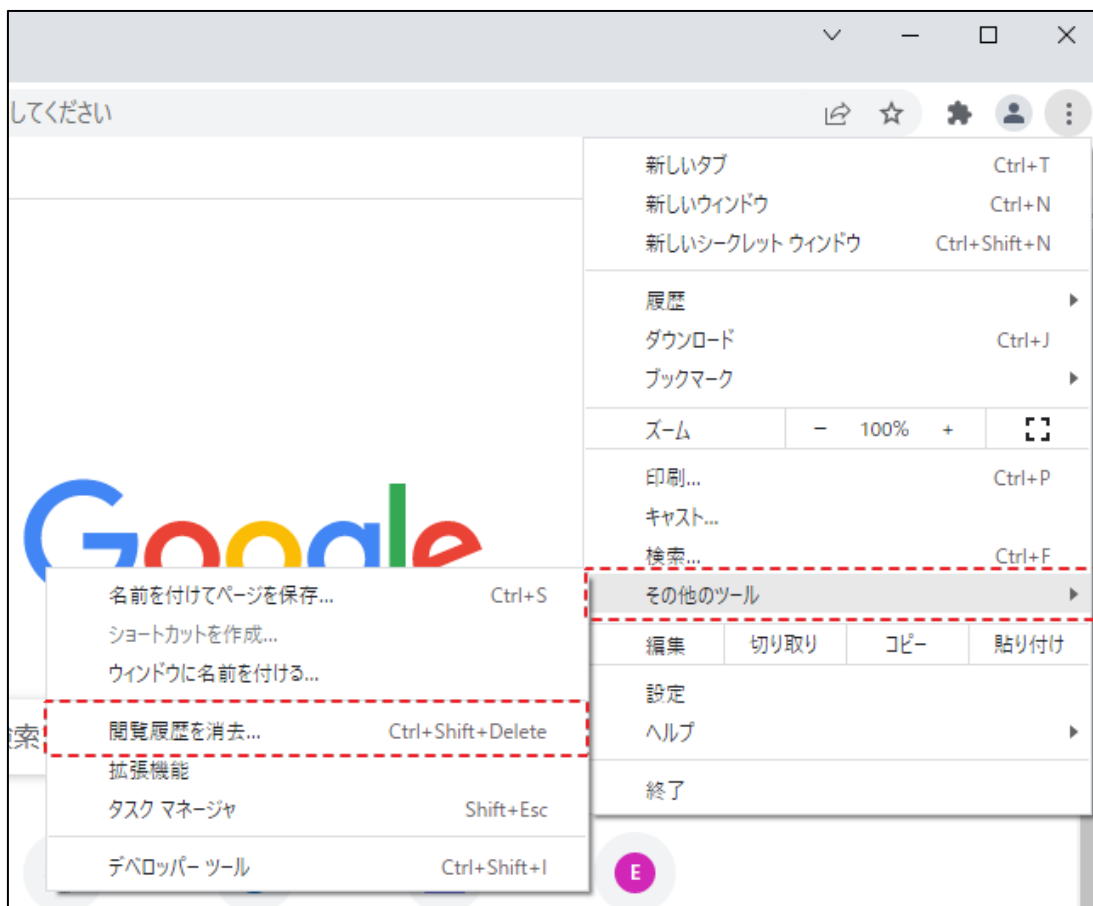 してください
新しいタブ Ctrl+T
新しいウィンドウ Ctrl+N
新しいシークレット ウィンドウ Ctrl+Shift+N
履歴
ダウンロード Ctrl+J
ブックマーク
ズーム − 100% +
印刷... Ctrl+P
キャスト...
検索... Ctrl+F
その他のツール
編集 切り取り コピー 貼り付け
設定
ヘルプ
終了
Google
名前を付けてページを保存... Ctrl+S
ショートカットを作成...
ウィンドウに名前を付ける...
閲覧履歴を消去... Ctrl+Shift+Delete
拡張機能
タスク マネージャ Shift+Esc
デベロッパー ツール Ctrl+Shift+I
索
E